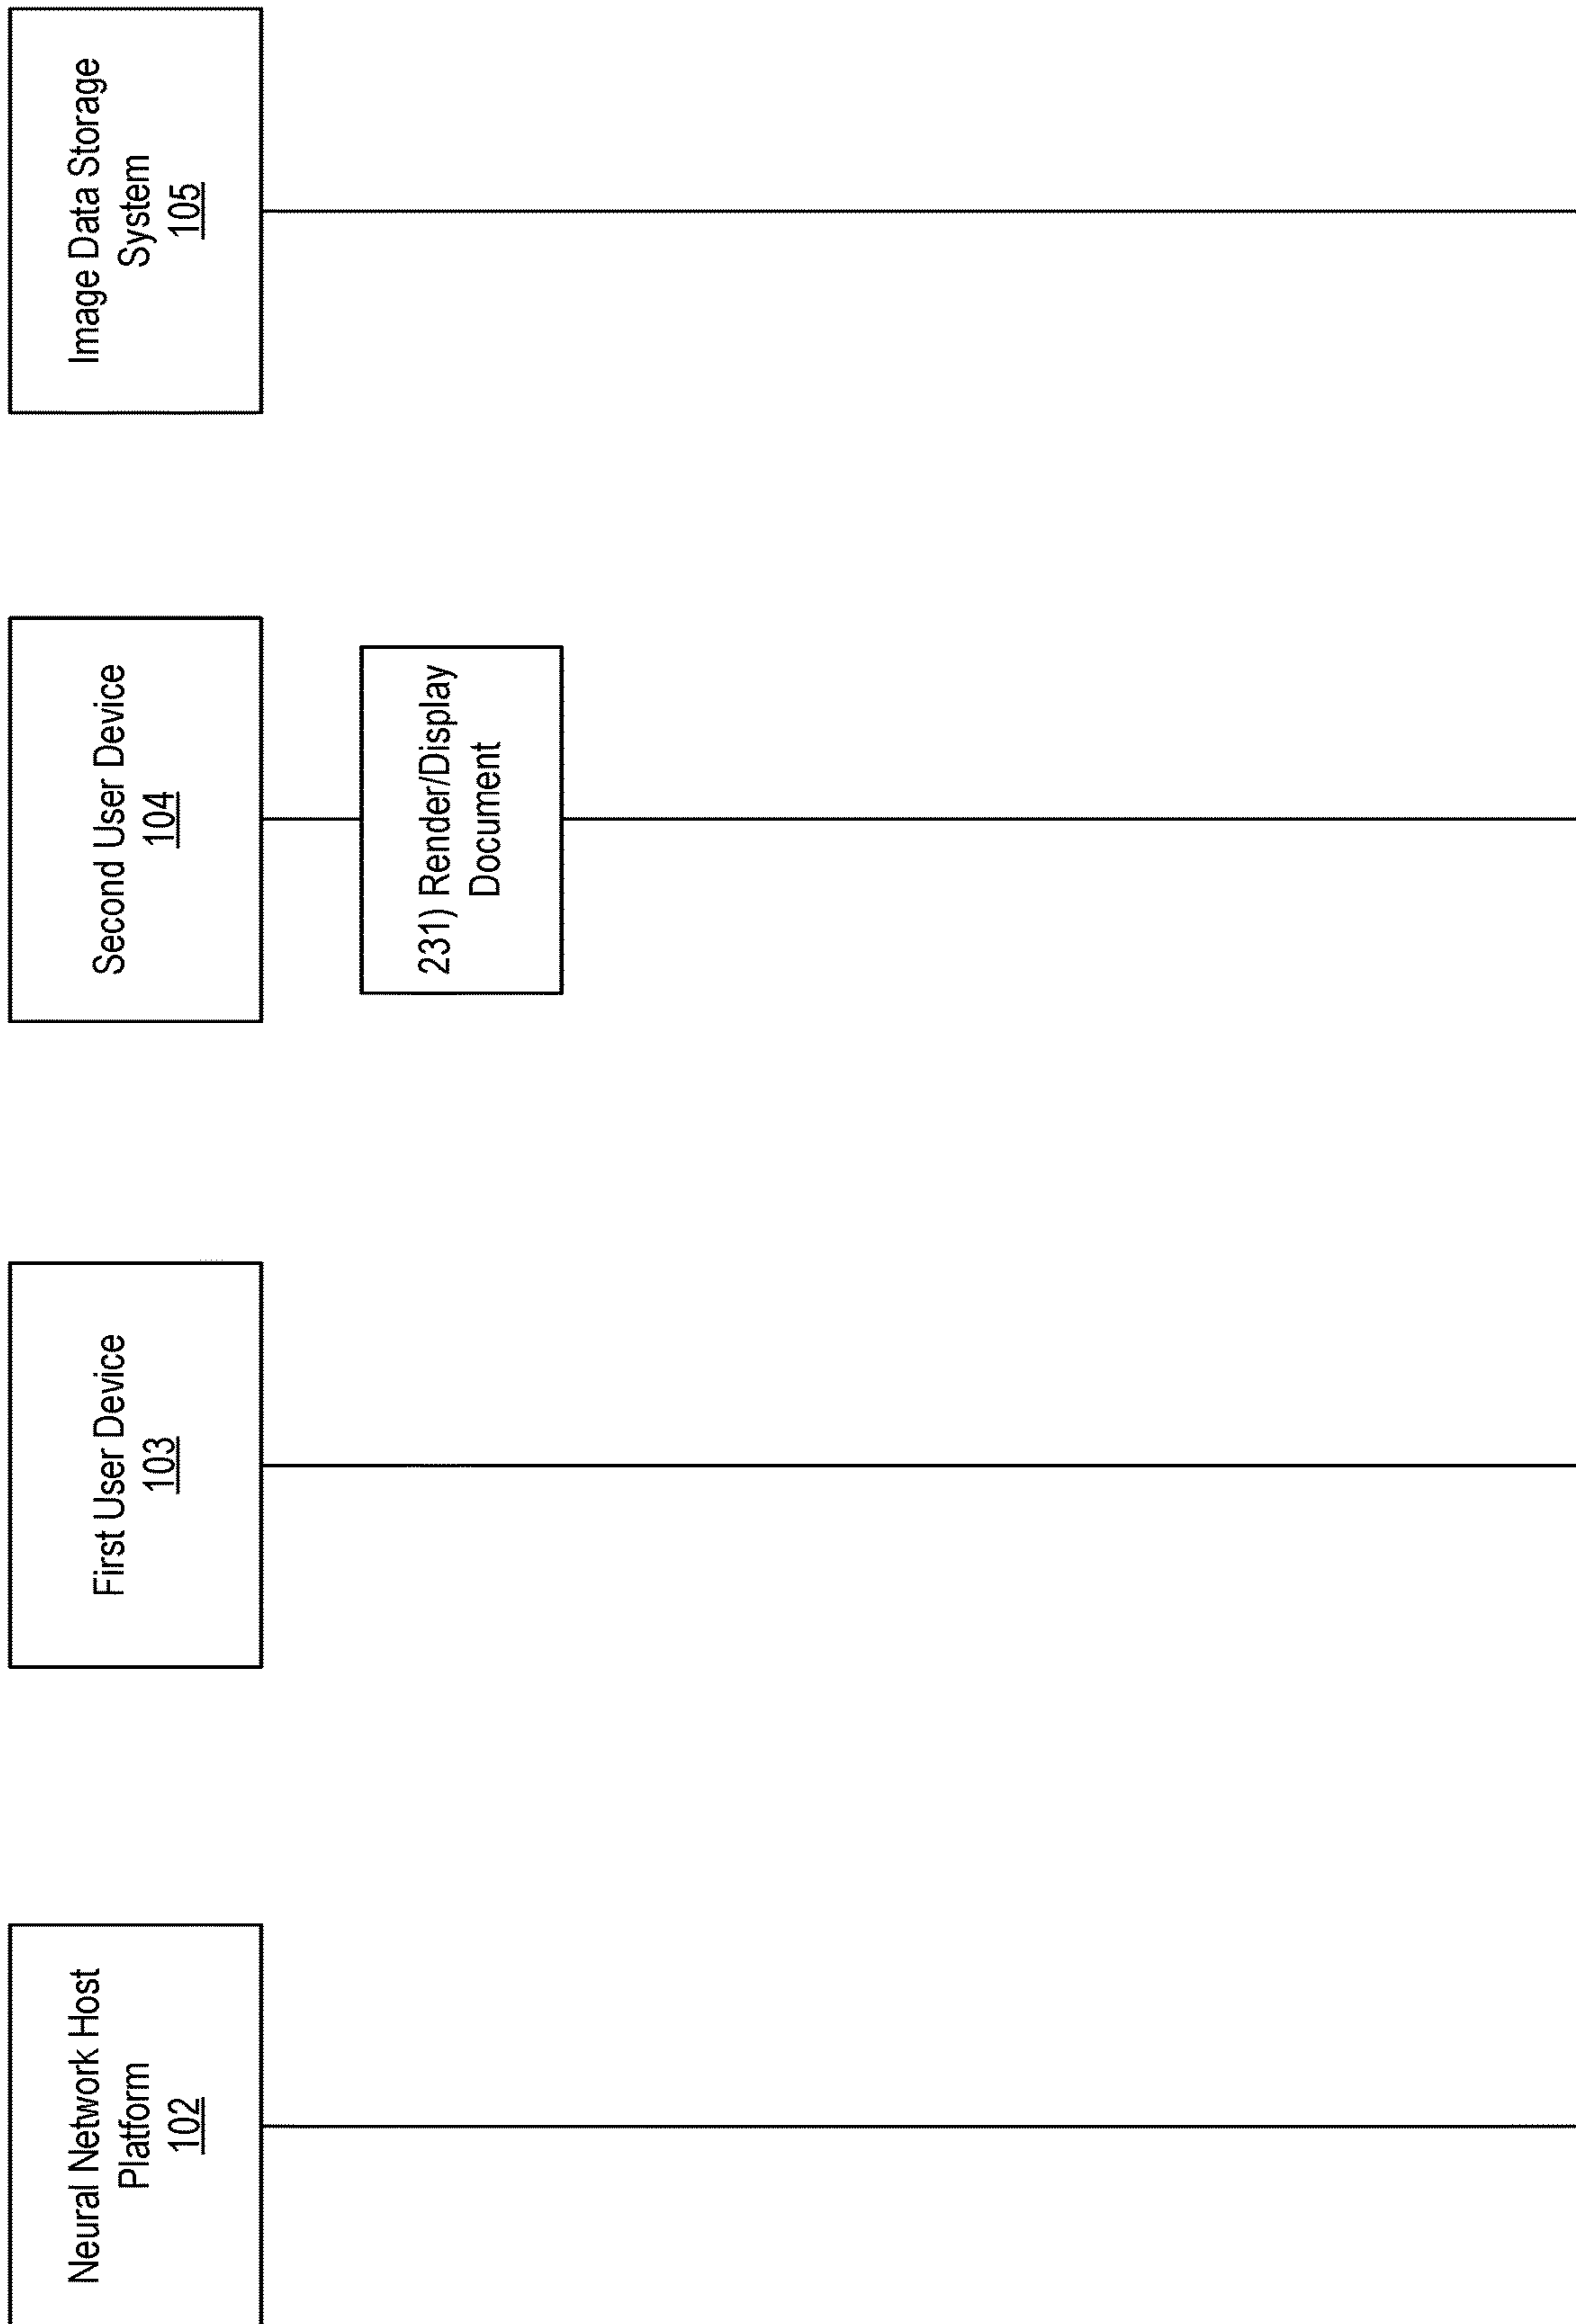 Neural Network Host
Platform
102
First User Device
103
Second User Device
104
Image Data Storage
System
105
231) Render/Display
Document